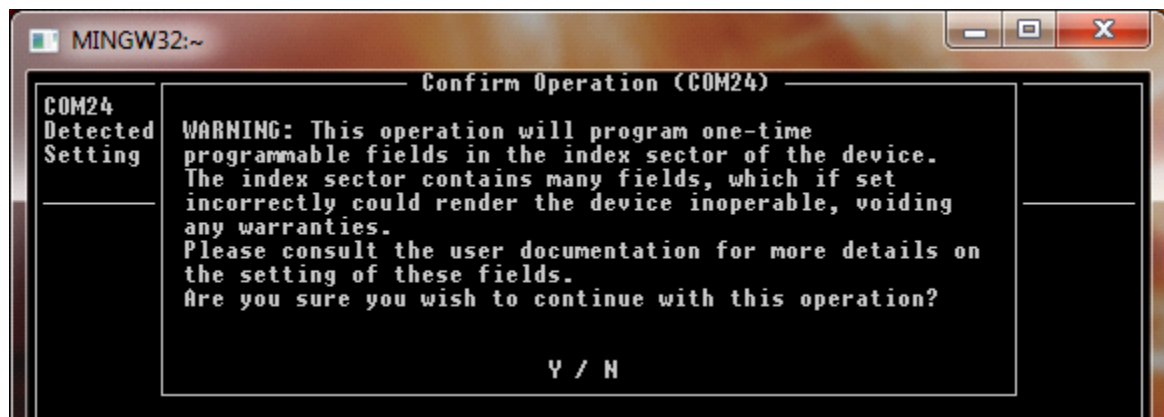 MINGW32:~
Confirm Operation (COM24)
COM24
Detected
Setting
WARNING: This operation will program one-time
programmable fields in the index sector of the device.
The index sector contains many fields, which if set
incorrectly could render the device inoperable, voiding
any warranties.
Please consult the user documentation for more details on
the setting of these fields.
Are you sure you wish to continue with this operation?
Y / N